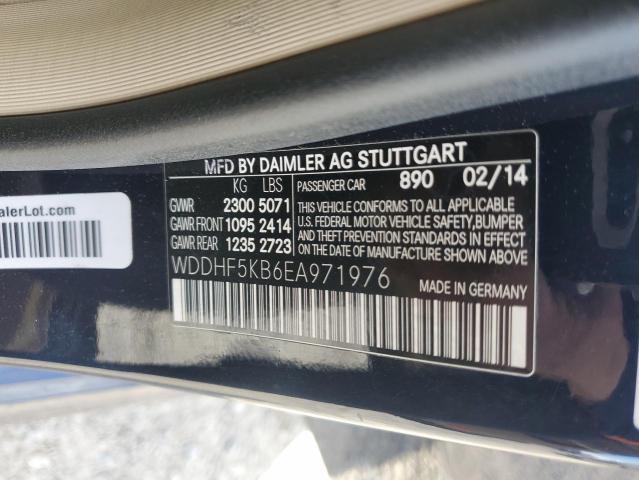 MFD BY DAIMLER AG STUTTGART
KG LBS
GVWR 2300 5071
GAWR FRONT 1095 2414
GAWR REAR 1235 2723
PASSENGER CAR 890 02/14
THIS VEHICLE CONFORMS TO ALL APPLICABLE
U.S. FEDERAL MOTOR VEHICLE SAFETY, BUMPER
AND THEFT PREVENTION STANDARDS IN EFFECT
ON THE DATE OF MANUFACTURE SHOWN ABOVE
WDDHF5KB6EA971976
MADE IN GERMANY
alerLot.com